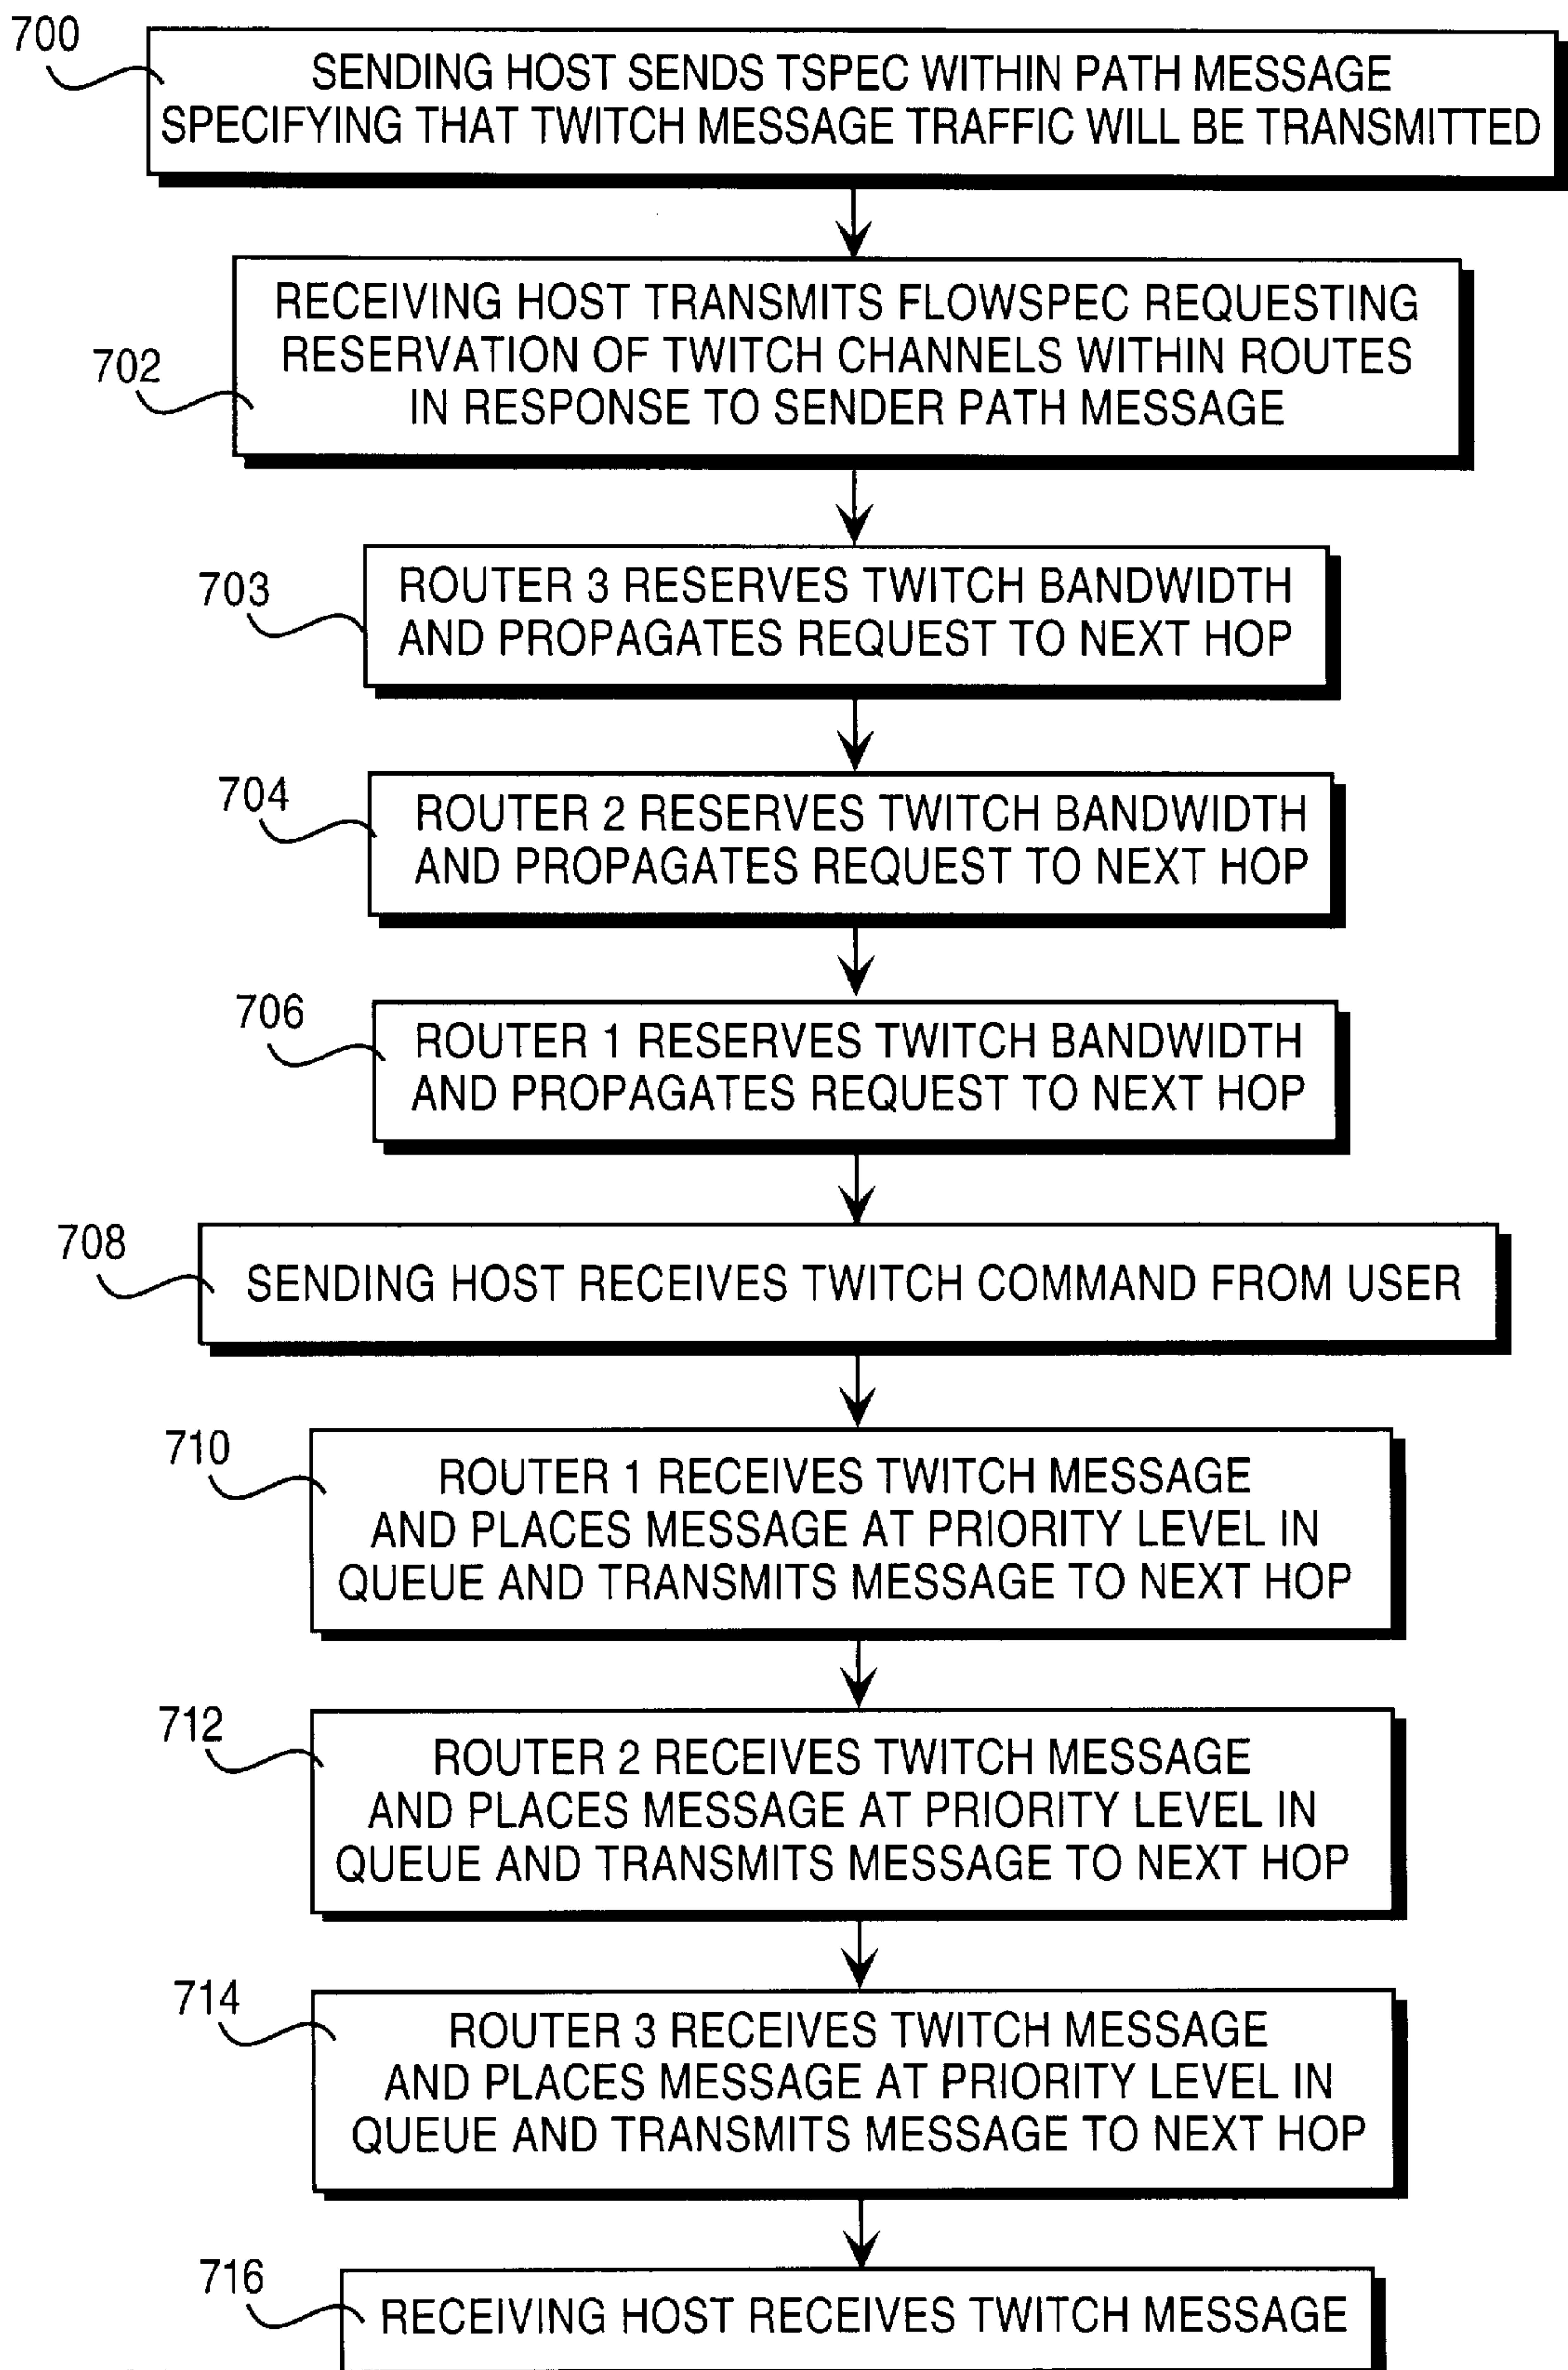 700
SENDING HOST SENDS TSPEC WITHIN PATH MESSAGE
SPECIFYING THAT TWITCH MESSAGE TRAFFIC WILL BE TRANSMITTED
702
RECEIVING HOST TRANSMITS FLOWSPEC REQUESTING
RESERVATION OF TWITCH CHANNELS WITHIN ROUTES
IN RESPONSE TO SENDER PATH MESSAGE
703
ROUTER 3 RESERVES TWITCH BANDWIDTH
AND PROPAGATES REQUEST TO NEXT HOP
704
ROUTER 2 RESERVES TWITCH BANDWIDTH
AND PROPAGATES REQUEST TO NEXT HOP
706
ROUTER 1 RESERVES TWITCH BANDWIDTH
AND PROPAGATES REQUEST TO NEXT HOP
708
SENDING HOST RECEIVES TWITCH COMMAND FROM USER
710
ROUTER 1 RECEIVES TWITCH MESSAGE
AND PLACES MESSAGE AT PRIORITY LEVEL IN
QUEUE AND TRANSMITS MESSAGE TO NEXT HOP
712
ROUTER 2 RECEIVES TWITCH MESSAGE
AND PLACES MESSAGE AT PRIORITY LEVEL IN
QUEUE AND TRANSMITS MESSAGE TO NEXT HOP
714
ROUTER 3 RECEIVES TWITCH MESSAGE
AND PLACES MESSAGE AT PRIORITY LEVEL IN
QUEUE AND TRANSMITS MESSAGE TO NEXT HOP
716
RECEIVING HOST RECEIVES TWITCH MESSAGE